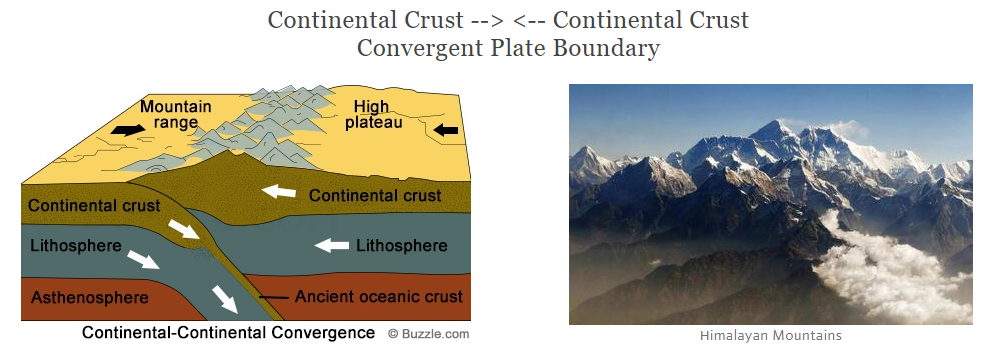 Continental Crust --> <-- Continental Crust
Convergent Plate Boundary
Mountain
range
High
plateau
Continental crust
Continental crust
Lithosphere
Lithosphere
Asthenosphere
Ancient oceanic crust
Continental-Continental Convergence © Buzzle.com
Himalayan Mountains